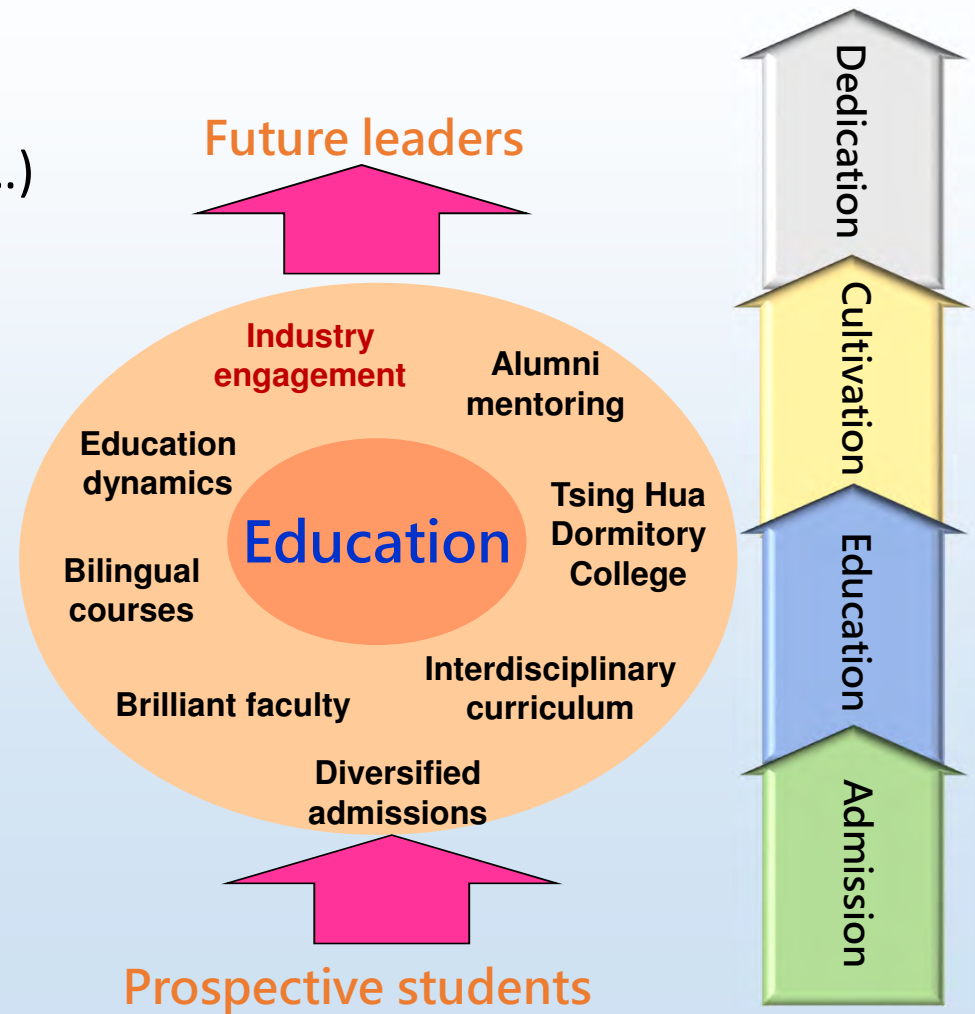 ..)
Future leaders
Industry
engagement
Alumni
mentoring
Education
dynamics
Tsing Hua
Dormitory
College
Education
Bilingual
courses
Interdisciplinary
curriculum
Brilliant faculty
Diversified
admissions
Prospective students
Dedication
Cultivation
Education
Admission